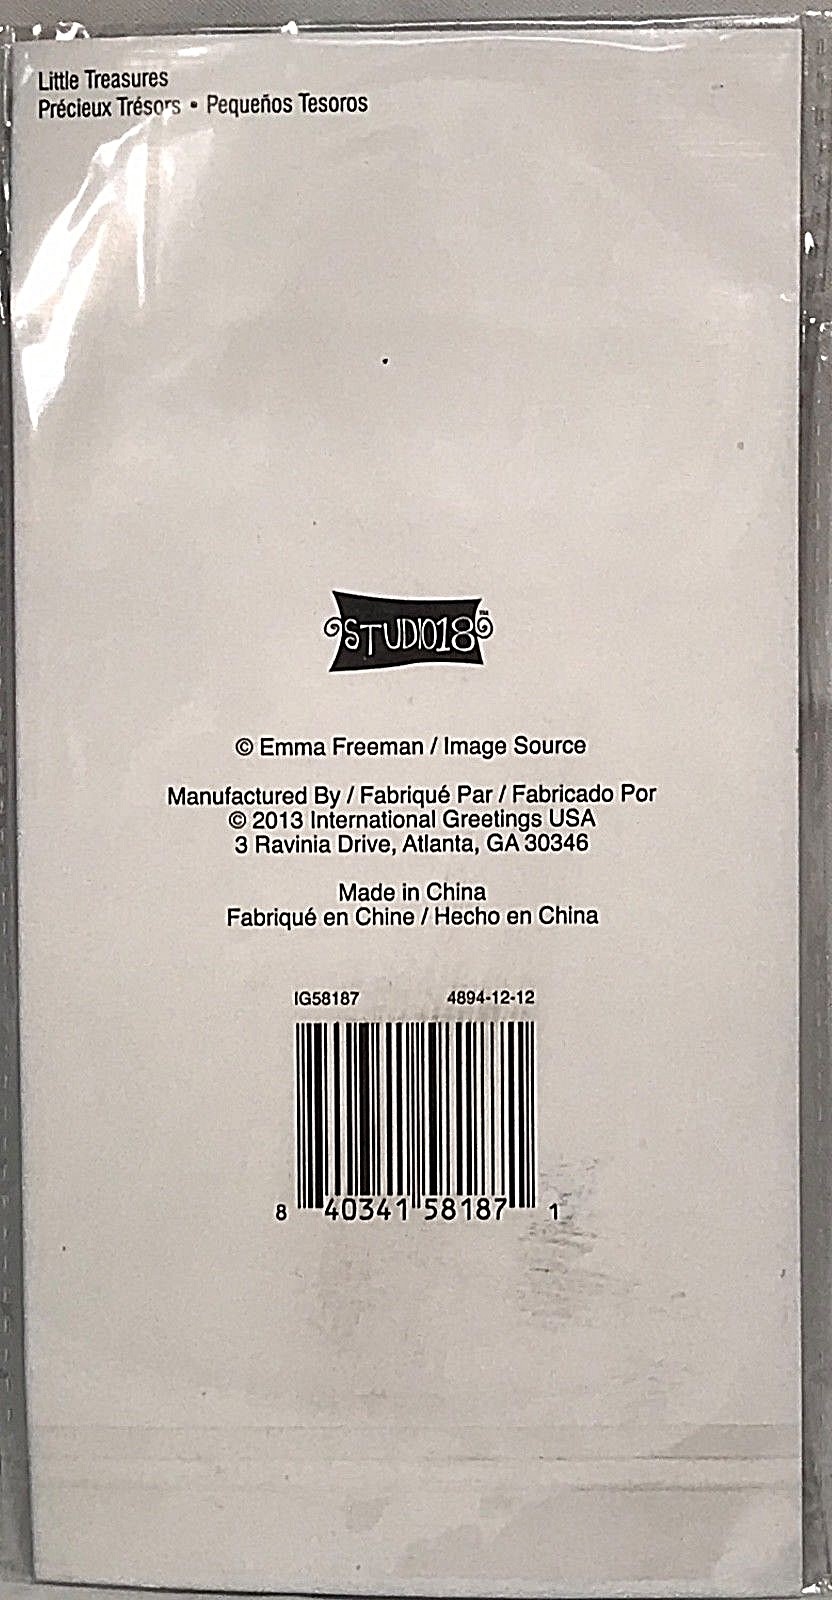 Little Treasures
Précieux Trésors • Pequeños Tesoros
STUDIO18™
© Emma Freeman / Image Source
Manufactured By / Fabriqué Par / Fabricado Por
© 2013 International Greetings USA
3 Ravinia Drive, Atlanta, GA 30346
Made in China
Fabriqué en Chine / Hecho en China
IG58187 4894-12-12
8 40341 58187 1